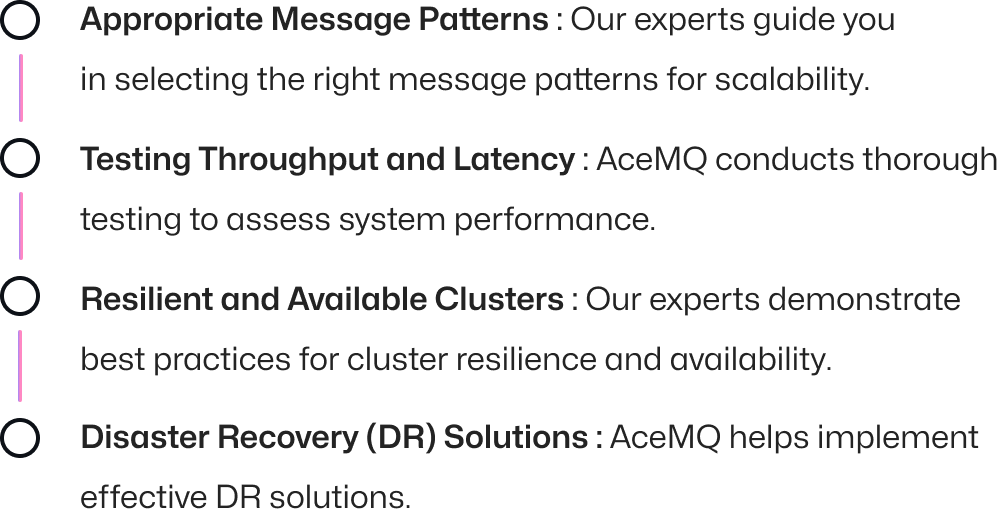 Appropriate Message Patterns : Our experts guide you
in selecting the right message patterns for scalability.
Testing Throughput and Latency : AceMQ conducts thorough
testing to assess system performance.
Resilient and Available Clusters : Our experts demonstrate
best practices for cluster resilience and availability.
Disaster Recovery (DR) Solutions : AceMQ helps implement
effective DR solutions.